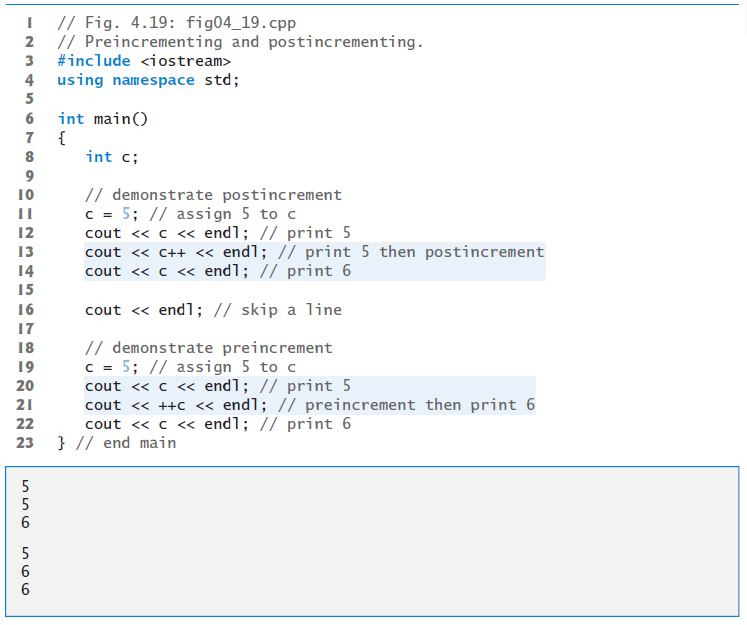 1 // Fig. 4.19: fig04_19.cpp
2 // Preincrementing and postincrementing.
3 #include <iostream>
4 using namespace std;
5
6 int main()
7 {
8    int c;
9
10    // demonstrate postincrement
11    c = 5; // assign 5 to c
12    cout << c << endl; // print 5
13    cout << c++ << endl; // print 5 then postincrement
14    cout << c << endl; // print 6
15
16    cout << endl; // skip a line
17
18    // demonstrate preincrement
19    c = 5; // assign 5 to c
20    cout << c << endl; // print 5
21    cout << ++c << endl; // preincrement then print 6
22    cout << c << endl; // print 6
23 } // end main
5
5
6
5
6
6